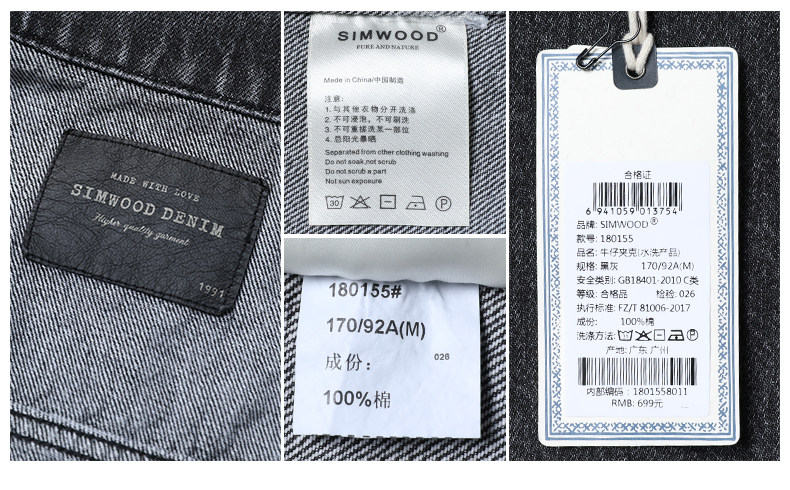 MADE WITH LOVE
SIMWOOD DENIM
Higher quality garment
1991
SIMWOOD®
PURE AND NATURE
Made in China/中国制造
注意:
1. 与其他衣物分开洗涤
2. 不可浸泡，不可刷洗
3. 不可重揉洗某一部位
4. 忌阳光暴晒
Separated from other clothing washing
Do not soak,not scrub
Do not scrub a part
Not sun exposure
30
P
180155#
170/92A(M)
成份:
026
100%棉
合格证
6 941059 013754
品牌: SIMWOOD®
款号: 180155
品名: 牛仔夹克(水洗产品)
规格: 黑灰 170/92A(M)
安全类别: GB18401-2010 C类
等级: 合格品 检验: 026
执行标准: FZ/T 81006-2017
成份: 100%棉
洗涤方法:
产地: 广东 广州
内部编码: 1801558011
RMB: 699元